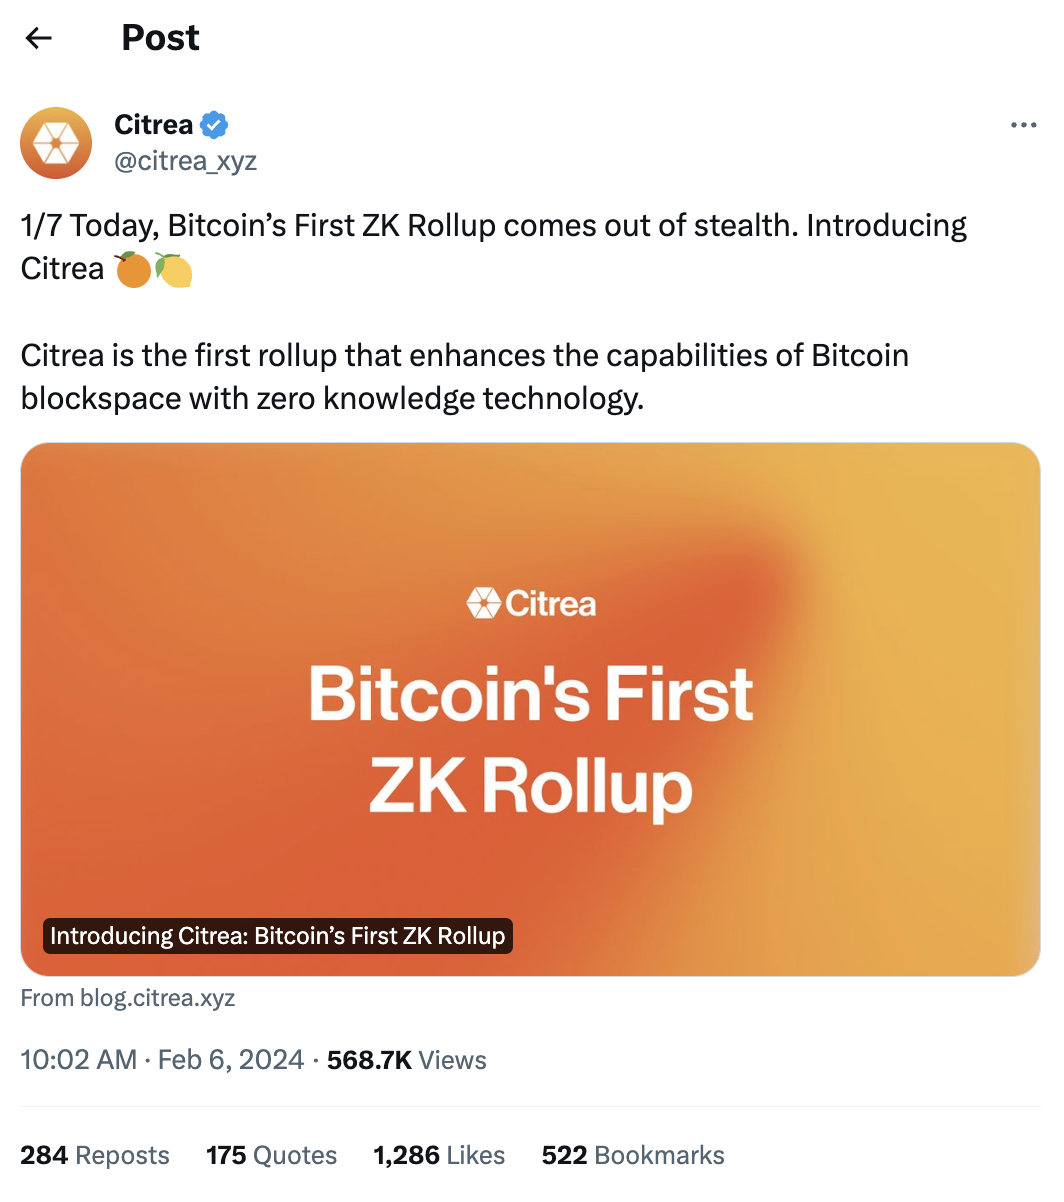 Post
Citrea
@citrea_xyz
1/7 Today, Bitcoin’s First ZK Rollup comes out of stealth. Introducing
Citrea 🍊🍋
Citrea is the first rollup that enhances the capabilities of Bitcoin
blockspace with zero knowledge technology.
Citrea
Bitcoin's First
ZK Rollup
Introducing Citrea: Bitcoin’s First ZK Rollup
From blog.citrea.xyz
10:02 AM · Feb 6, 2024 · 568.7K Views
284 Reposts 175 Quotes 1,286 Likes 522 Bookmarks